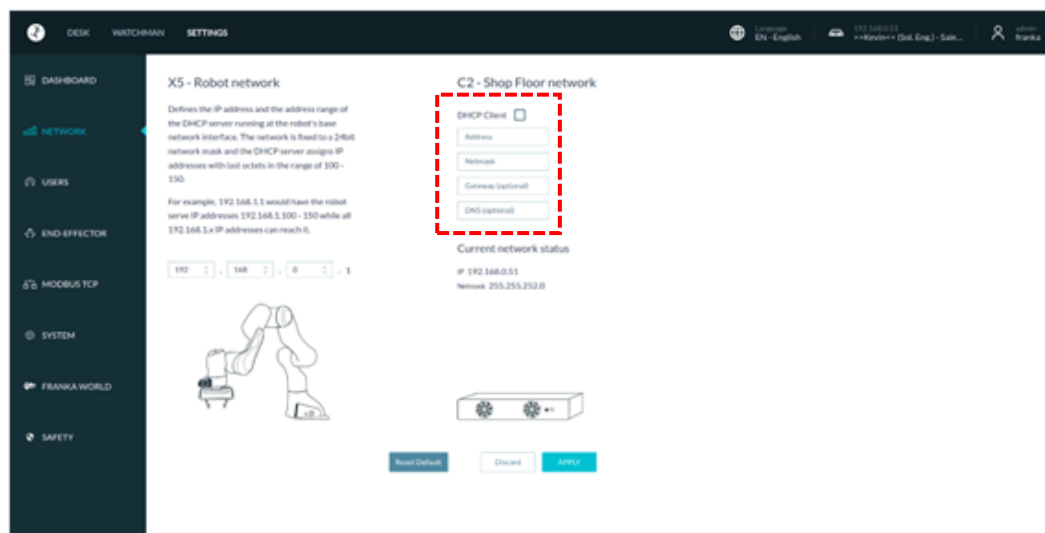 DESK WATCHMAN SETTINGS
Language
EN - English
192.168.0.51
>>Kevin<< (Sol. Eng.) - Sale...
admin
franka
DASHBOARD
NETWORK
USERS
END-EFFECTOR
MODBUS TCP
SYSTEM
FRANKA WORLD
SAFETY
X5 - Robot network
Defines the IP address and the address range of
the DHCP server running at the robot's base
network interface. The network is fixed to a 24bit
network mask and the DHCP server assigns IP
addresses with last octets in the range of 100 -
150.
For example, 192.168.1.1 would have the robot
serve IP addresses 192.168.1.100 - 150 while all
192.168.1.x IP addresses can reach it.
192 . 168 . 0 . 1
C2 - Shop Floor network
DHCP Client
Address
Netmask
Gateway (optional)
DNS (optional)
Current network status
IP 192.168.0.51
Netmask 255.255.252.0
Reset Default Discard APPLY